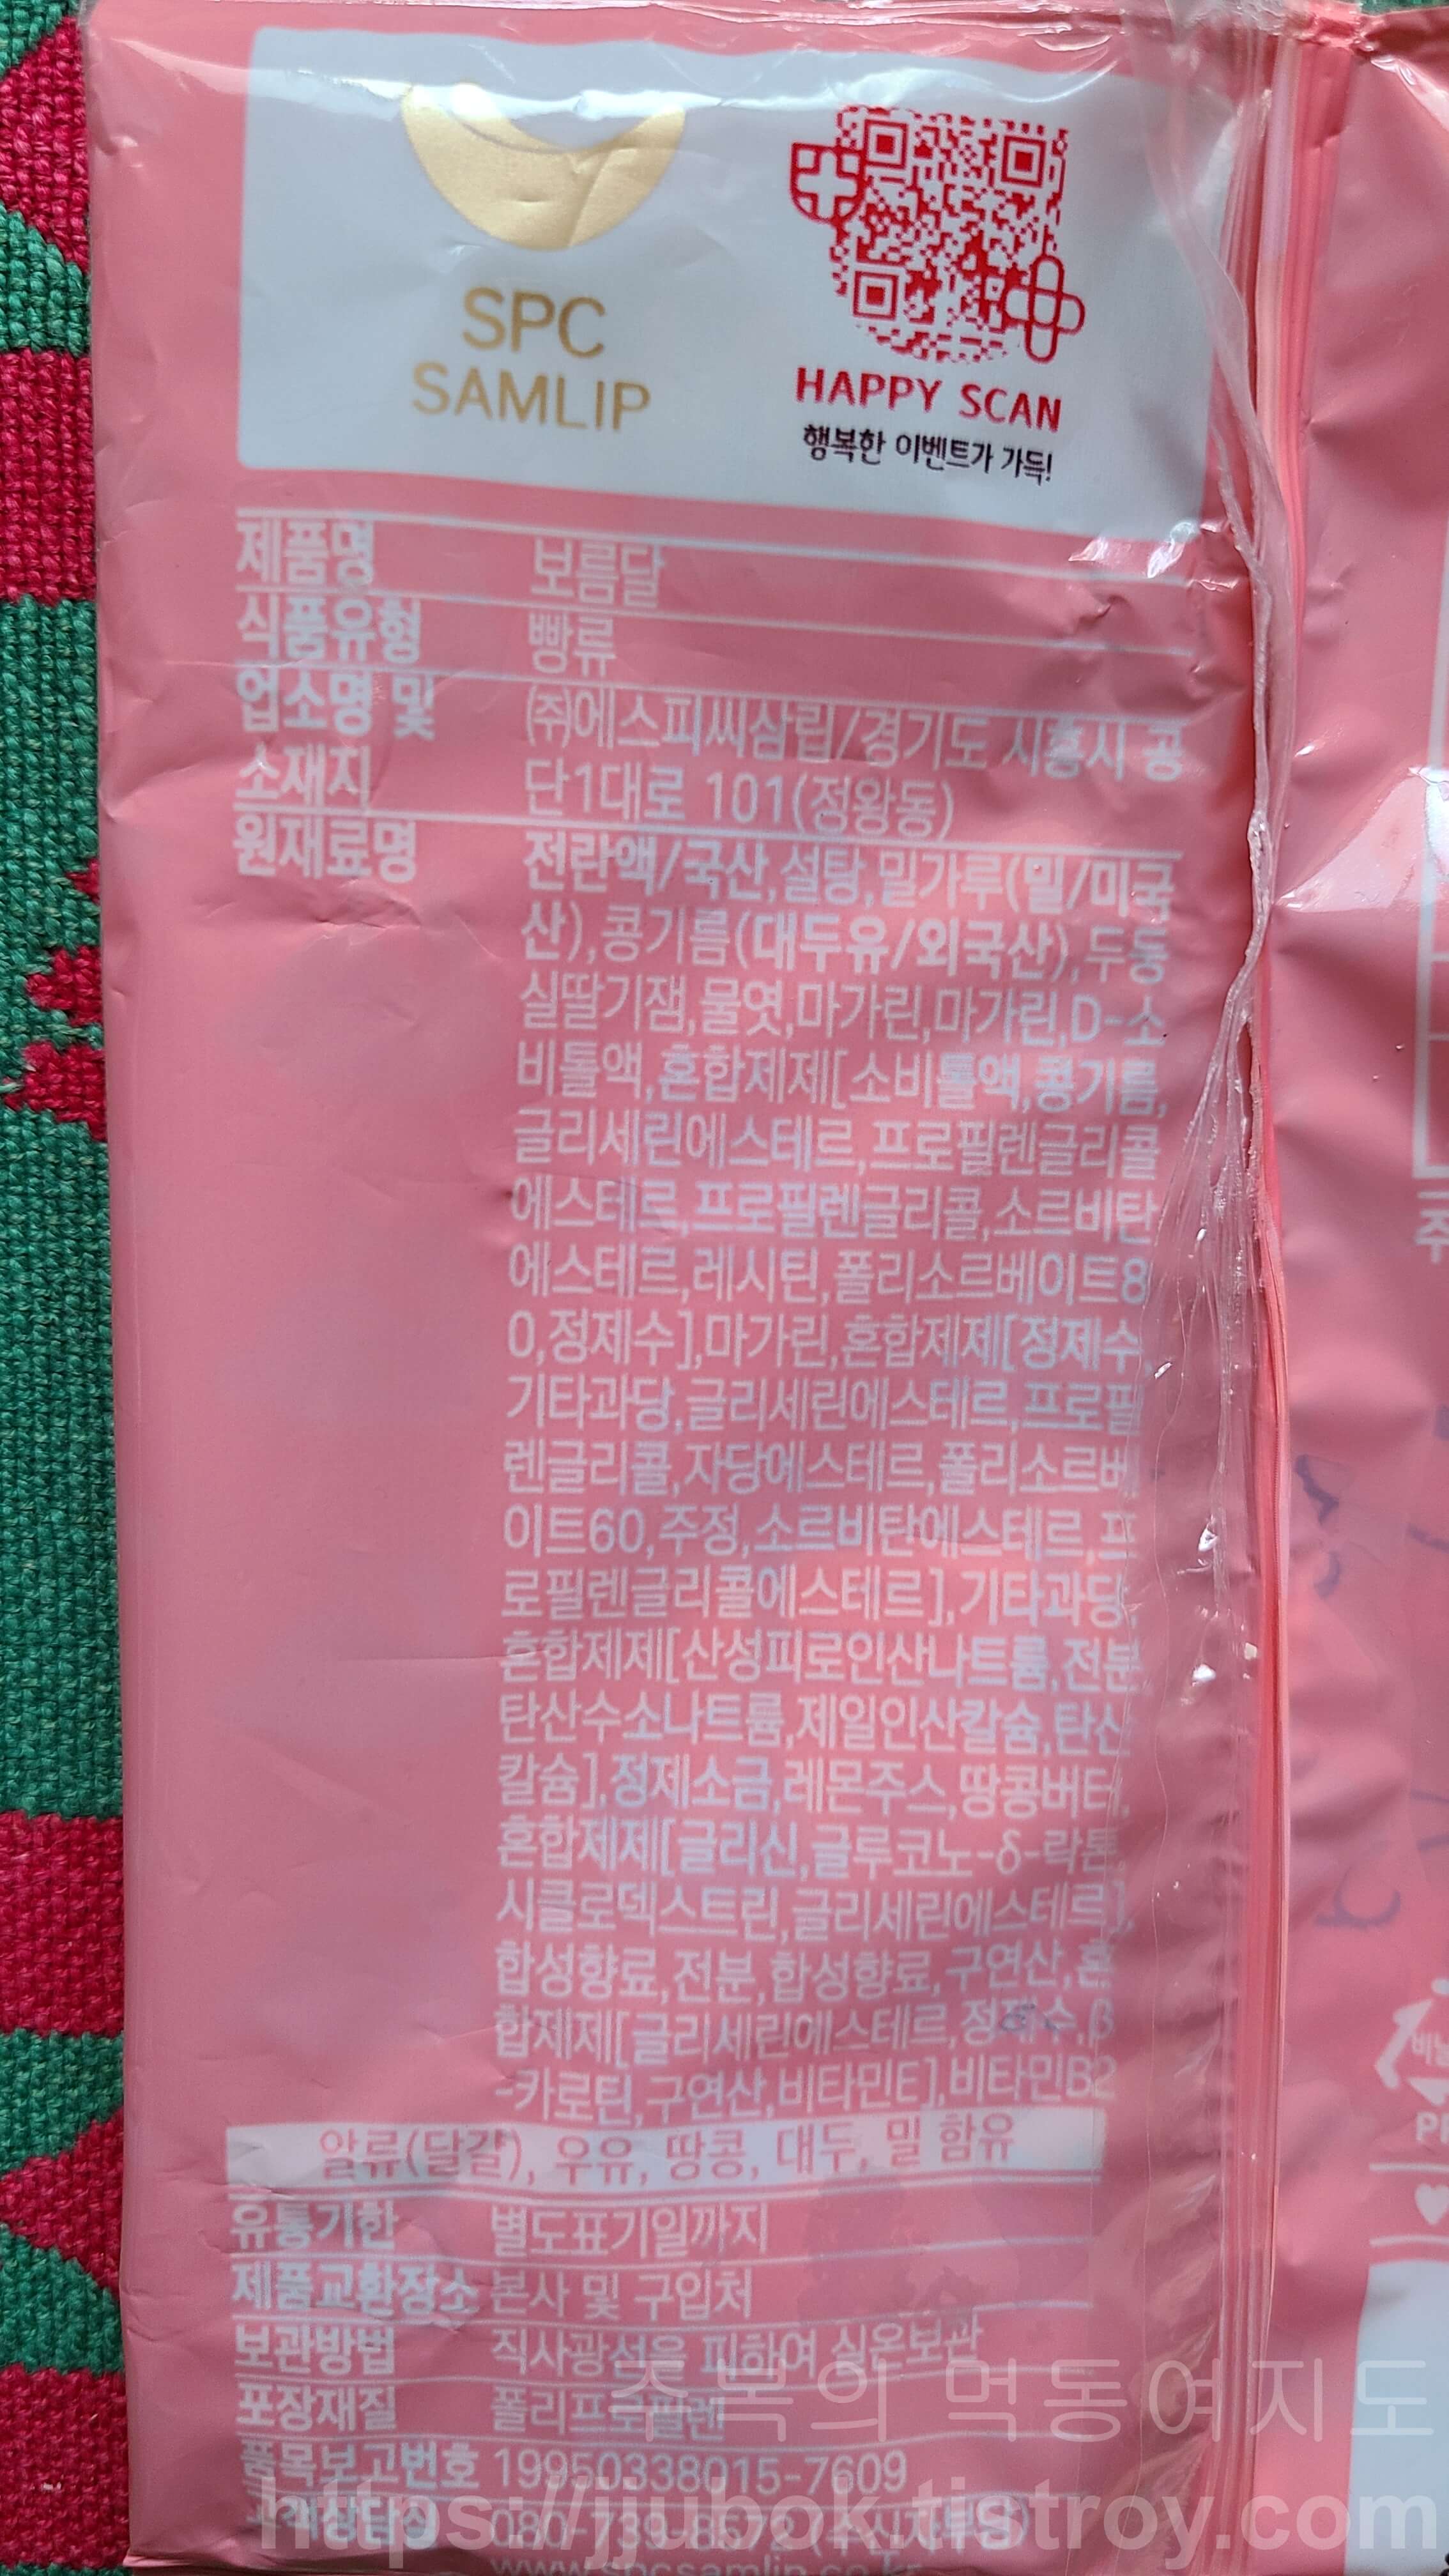 SPC
SAMLIP
HAPPY SCAN
행복한 이벤트가 가득!
제품명 보름달
식품유형 빵류
업소명 및 ㈜에스피씨삼립/경기도 시흥시 공
소재지 단1대로 101(정왕동)
원재료명 전란액/국산,설탕,밀가루(밀/미국
산),콩기름(대두유/외국산),두둥
실딸기잼,물엿,마가린,마가린,D-소
비톨액,혼합제제[소비톨액,콩기름,
글리세린에스테르,프로필렌글리콜
에스테르,프로필렌글리콜,소르비탄
에스테르,레시틴,폴리소르베이트8
0,정제수],마가린,혼합제제[정제수,
기타과당,글리세린에스테르,프로필
렌글리콜,자당에스테르,폴리소르베
이트60,주정,소르비탄에스테르,프
로필렌글리콜에스테르],기타과당,
혼합제제[산성피로인산나트륨,전분
탄산수소나트륨,제일인산칼슘,탄산
칼슘],정제소금,레몬주스,땅콩버터,
혼합제제[글리신,글루코노-δ-락톤,
시클로덱스트린,글리세린에스테르],
합성향료,전분,합성향료,구연산,혼
합제제[글리세린에스테르,정제수,β
-카로틴,구연산,비타민E],비타민B2
알류(달걀), 우유, 땅콩, 대두, 밀 함유
유통기한 별도표기일까지
제품교환장소 본사 및 구입처
보관방법 직사광선을 피하여 실온보관
포장재질 폴리프로필렌
품목보고번호 19950338015-7609
고객상담실 080-739-8572 (수신자부담)
www.spcsamlip.co.kr
주복의 먹동여지도
https://jjubok.tistroy.com